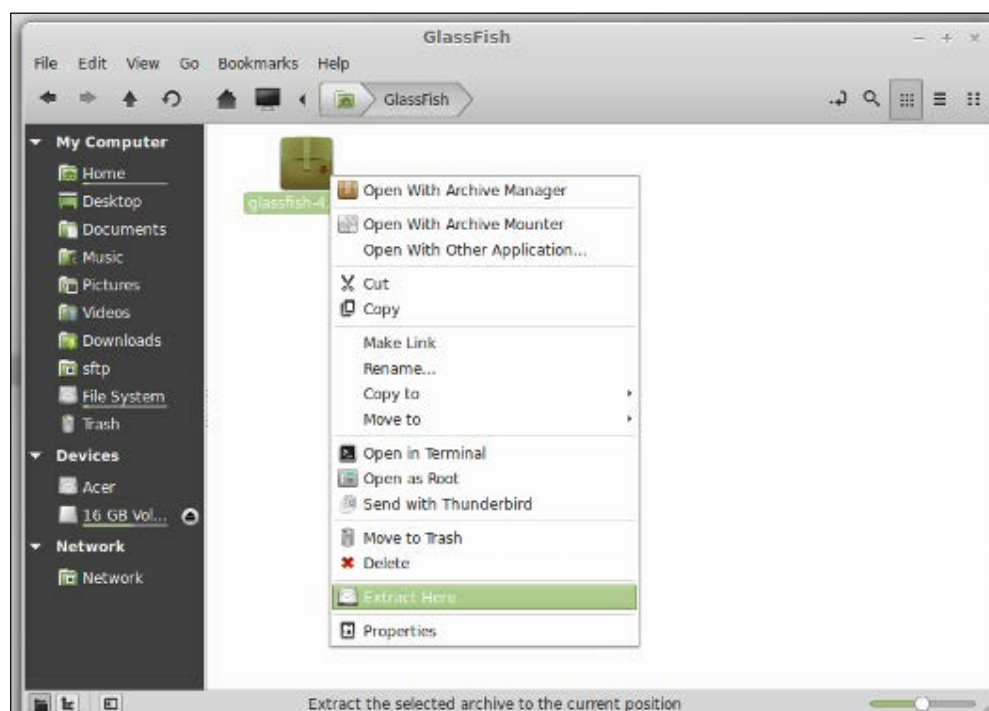 GlassFish
File Edit View Go Bookmarks Help
GlassFish
My Computer
Home
Desktop
Documents
Music
Pictures
Videos
Downloads
sftp
File System
Trash
Devices
Acer
16 GB Vol...
Network
Network
glassfish-4
Open With Archive Manager
Open With Archive Mounter
Open With Other Application...
Cut
Copy
Make Link
Rename...
Copy to
Move to
Open in Terminal
Open as Root
Send with Thunderbird
Move to Trash
Delete
Extract Here
Properties
Extract the selected archive to the current position